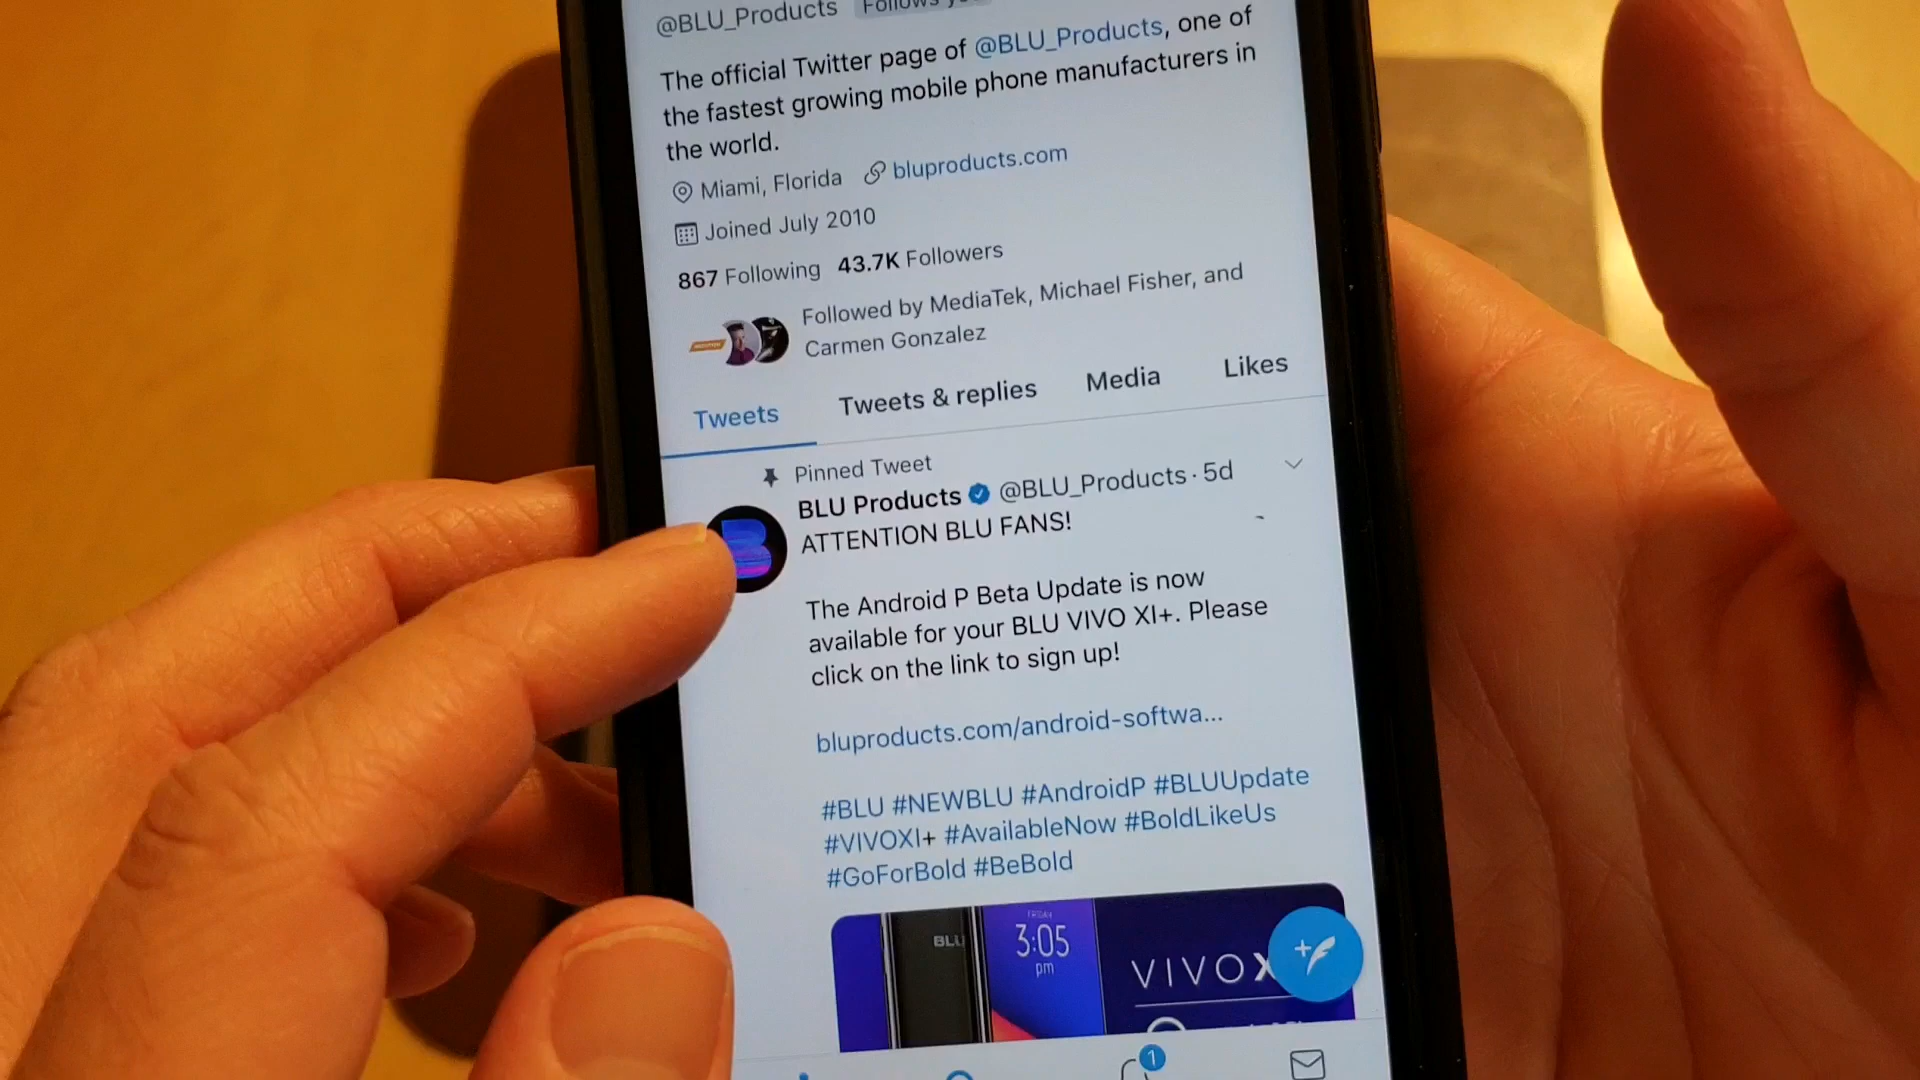 @BLU_Products Follows you
The official Twitter page of @BLU_Products, one of
the fastest growing mobile phone manufacturers in
the world.
Miami, Florida bluproducts.com
Joined July 2010
867 Following 43.7K Followers
Followed by MediaTek, Michael Fisher, and
Carmen Gonzalez
Tweets Tweets & replies Media Likes
Pinned Tweet
BLU Products @BLU_Products · 5d
ATTENTION BLU FANS!
The Android P Beta Update is now
available for your BLU VIVO XI+. Please
click on the link to sign up!
bluproducts.com/android-softwa...
#BLU #NEWBLU #AndroidP #BLUUpdate
#VIVOXI+ #AvailableNow #BoldLikeUs
#GoForBold #BeBold
FRIDAY
BLU 3:05
pm
VIVO X
1